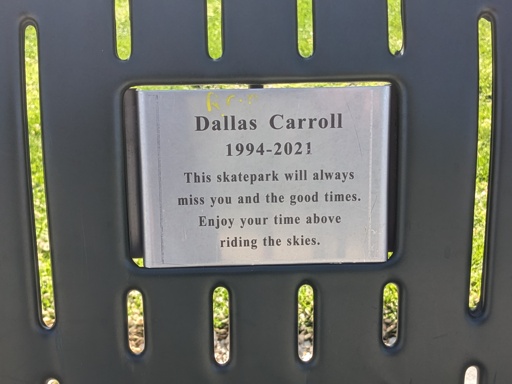 Dallas Carroll
1994-2021
This skatepark will always
miss you and the good times.
Enjoy your time above
riding the skies.